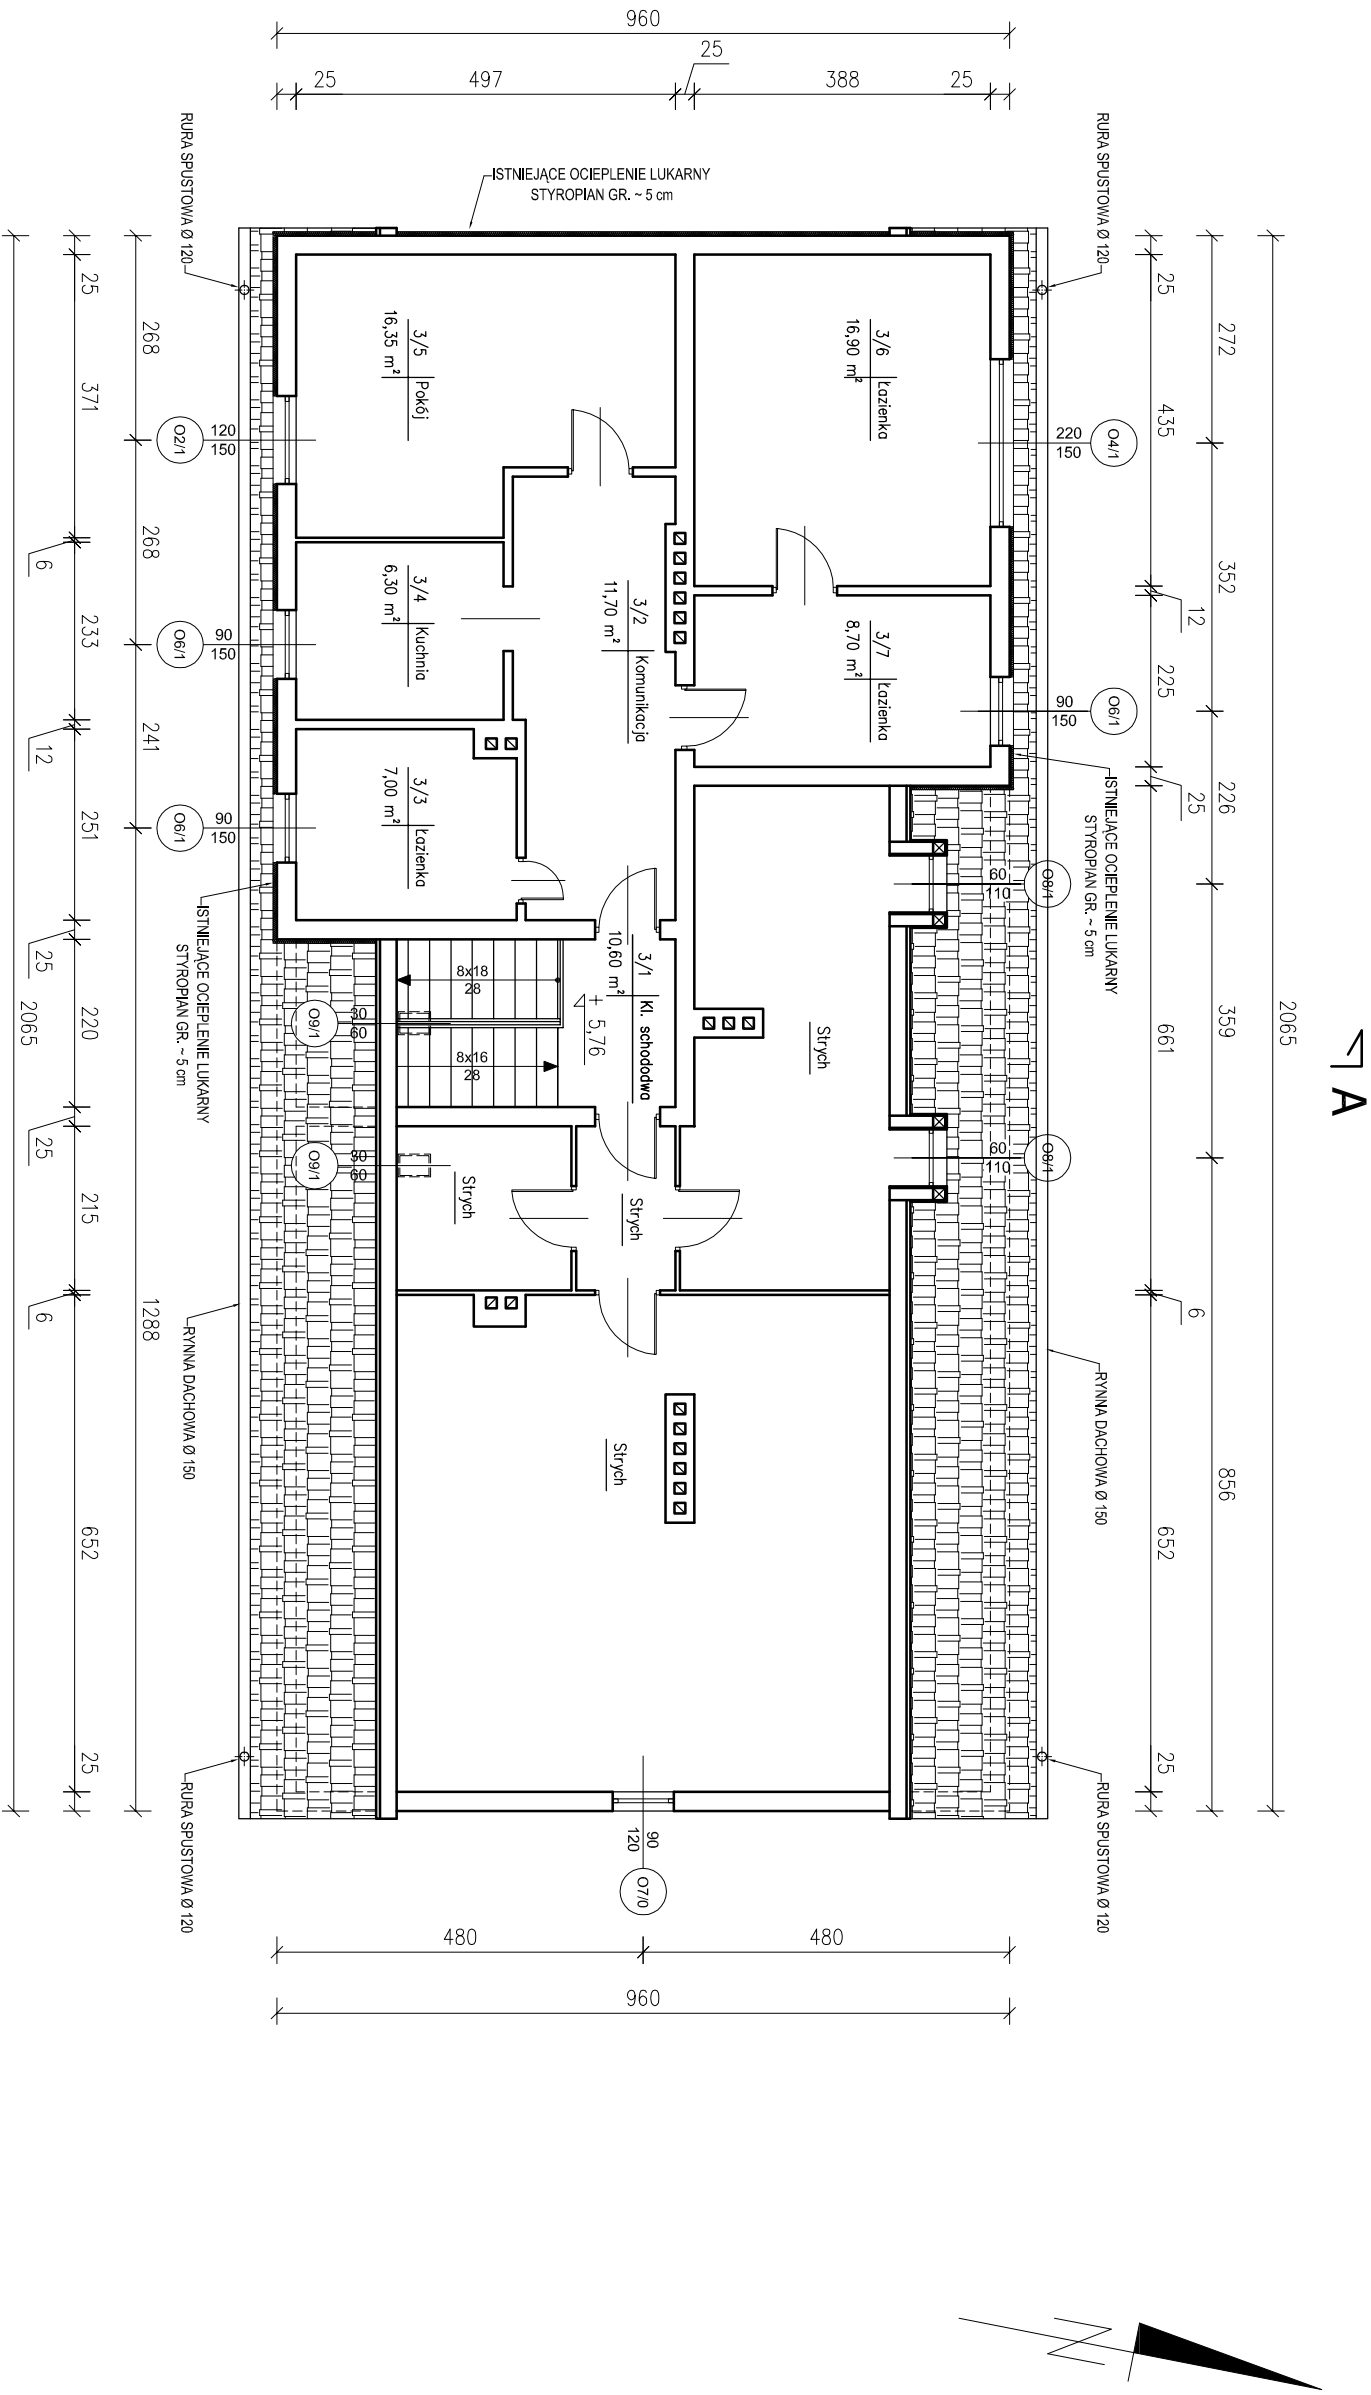 960
25
497
25
388
25
RURA SPUSTOWA Ø 120
RURA SPUSTOWA Ø 120
ISTNIEJĄCE OCIEPLENIE LUKARNY
STYROPIAN GR. ~ 5 cm
2065
272
352
226
359
856
25
435
12
225
25
661
6
652
25
A
O4/1
220
150
O6/1
90
150
ISTNIEJĄCE OCIEPLENIE LUKARNY
STYROPIAN GR. ~ 5 cm
O8/1
60
110
O8/1
60
110
RYNNA DACHOWA Ø 150
RURA SPUSTOWA Ø 120
3/6 Łazienka
16,90 m²
3/7 Łazienka
8,70 m²
3/5 Pokój
16,35 m²
3/4 Kuchnia
6,30 m²
3/2 Komunikacja
11,70 m²
3/3 Łazienka
7,00 m²
3/1 Kl. schododwa
10,60 m²
+ 5,76
8x18
28
8x16
28
Strych
Strych
Strych
Strych
O9/1
30
60
O9/1
30
60
O7/0
90
120
O2/1
120
150
O6/1
90
150
O6/1
90
150
ISTNIEJĄCE OCIEPLENIE LUKARNY
STYROPIAN GR. ~ 5 cm
RYNNA DACHOWA Ø 150
RURA SPUSTOWA Ø 120
268
268
241
1288
25
371
6
233
12
251
25
220
25
215
6
652
25
2065
480
480
960
N